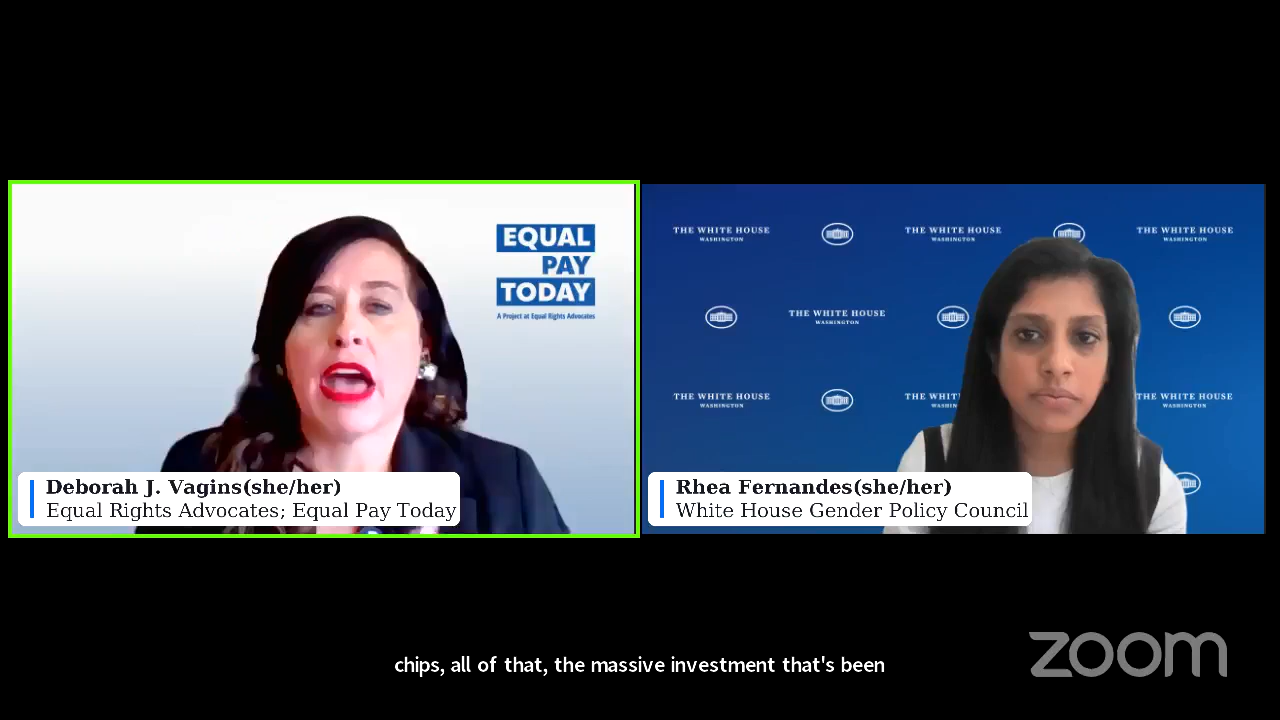 EQUAL
PAY
TODAY
A Project at Equal Rights Advocates
Deborah J. Vagins(she/her)
Equal Rights Advocates; Equal Pay Today
THE WHITE HOUSE
WASHINGTON
THE WHITE HOUSE
WASHINGTON
THE WHITE HOUSE
WASHINGTON
THE WHITE HOUSE
WASHINGTON
THE WHITE HOUSE
WASHINGTON
THE WHI
WASHING
THE WHITE HOUSE
WASHINGTON
Rhea Fernandes(she/her)
White House Gender Policy Council
chips, all of that, the massive investment that's been
zoom